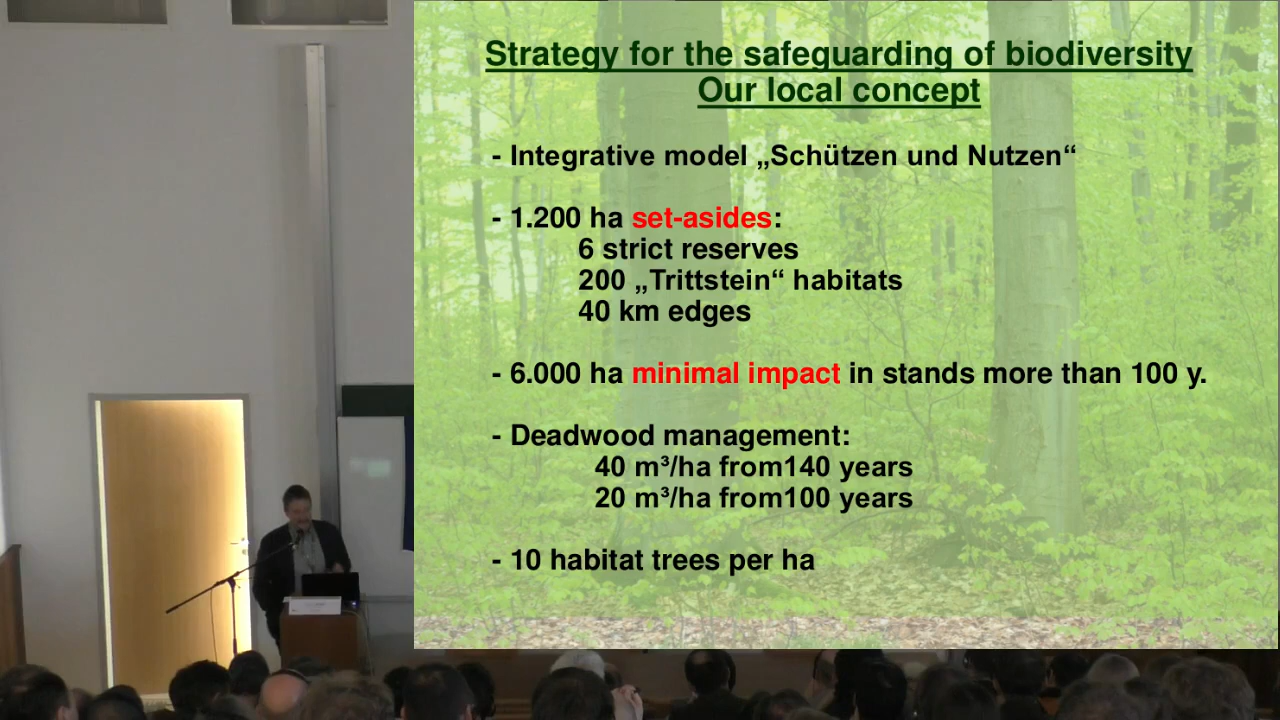 Strategy for the safeguarding of biodiversity
Our local concept
- Integrative model „Schützen und Nutzen“
- 1.200 ha set-asides:
6 strict reserves
200 „Trittstein“ habitats
40 km edges
- 6.000 ha minimal impact in stands more than 100 y.
- Deadwood management:
40 m³/ha from140 years
20 m³/ha from100 years
- 10 habitat trees per ha